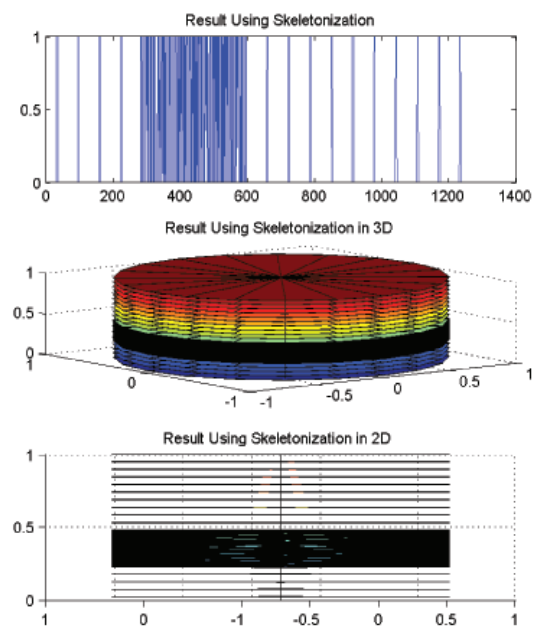 Result Using Skeletonization
1
0.5
0
0 200 400 600 800 1000 1200 1400
Result Using Skeletonization in 3D
1
0.5
0
1 0 -1 -1 -0.5 0 0.5 1
Result Using Skeletonization in 2D
1
0.5
0
1 0 -1 -0.5 0 0.5 1